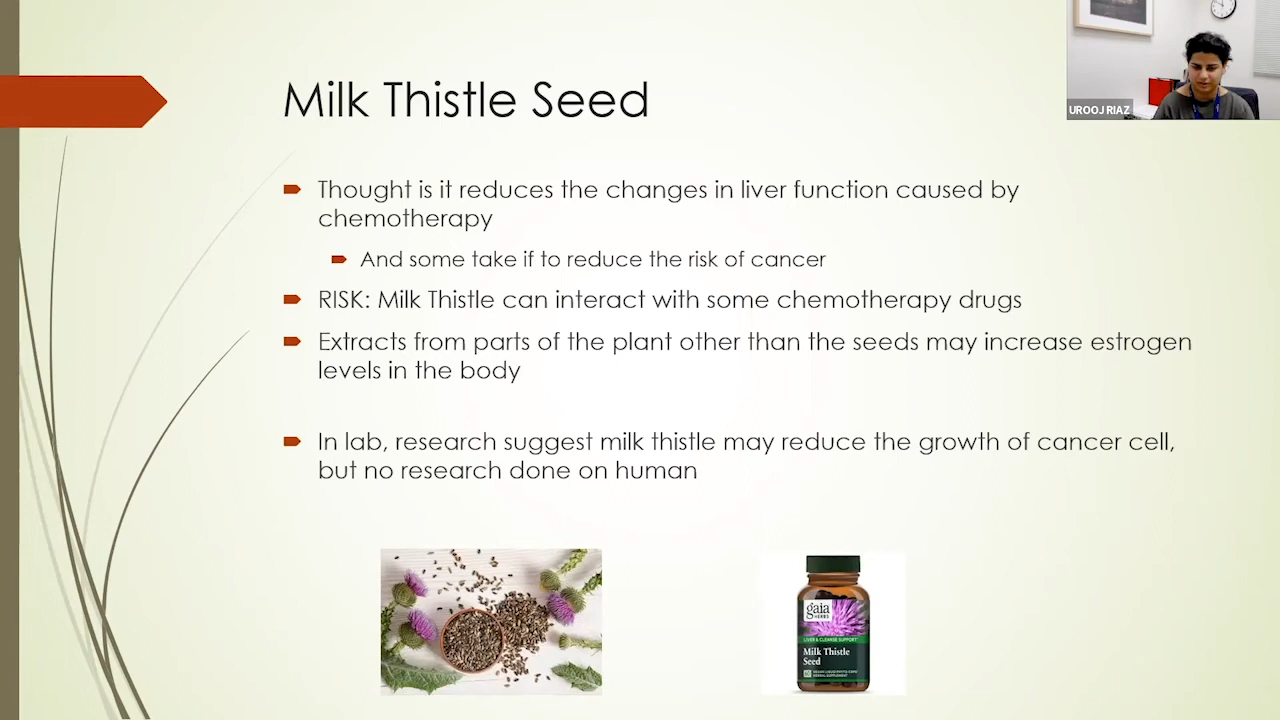 UROOJ RIAZ
Milk Thistle Seed
Thought is it reduces the changes in liver function caused by
chemotherapy
And some take if to reduce the risk of cancer
RISK: Milk Thistle can interact with some chemotherapy drugs
Extracts from parts of the plant other than the seeds may increase estrogen
levels in the body
In lab, research suggest milk thistle may reduce the growth of cancer cell,
but no research done on human
gaia
HERBS
LIVER & CLEANSE SUPPORT
Milk Thistle
Seed